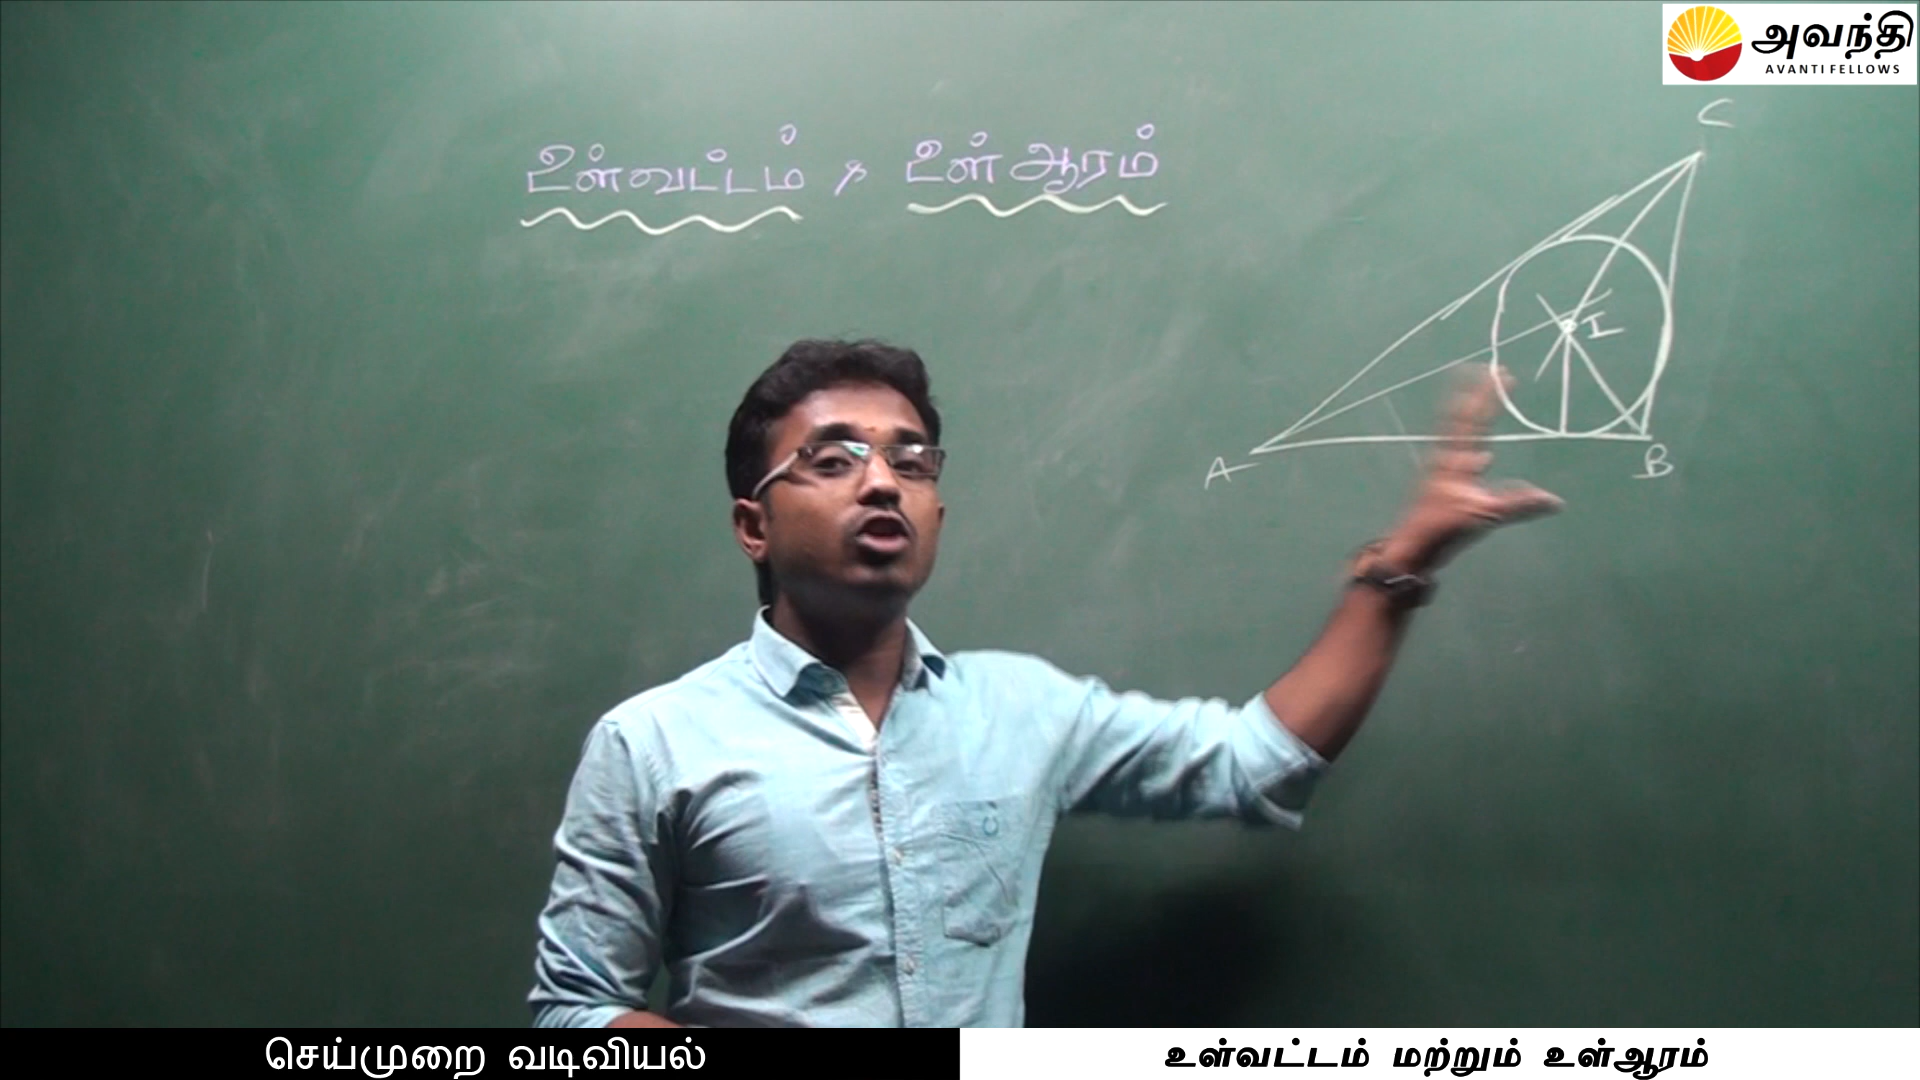 அவந்தி
AVANTI FELLOWS
உள்வட்டம் & உள் ஆரம்
C
I
A
B
செய்முறை வடிவியல்
உள்வட்டம் மற்றும் உள்ஆரம்